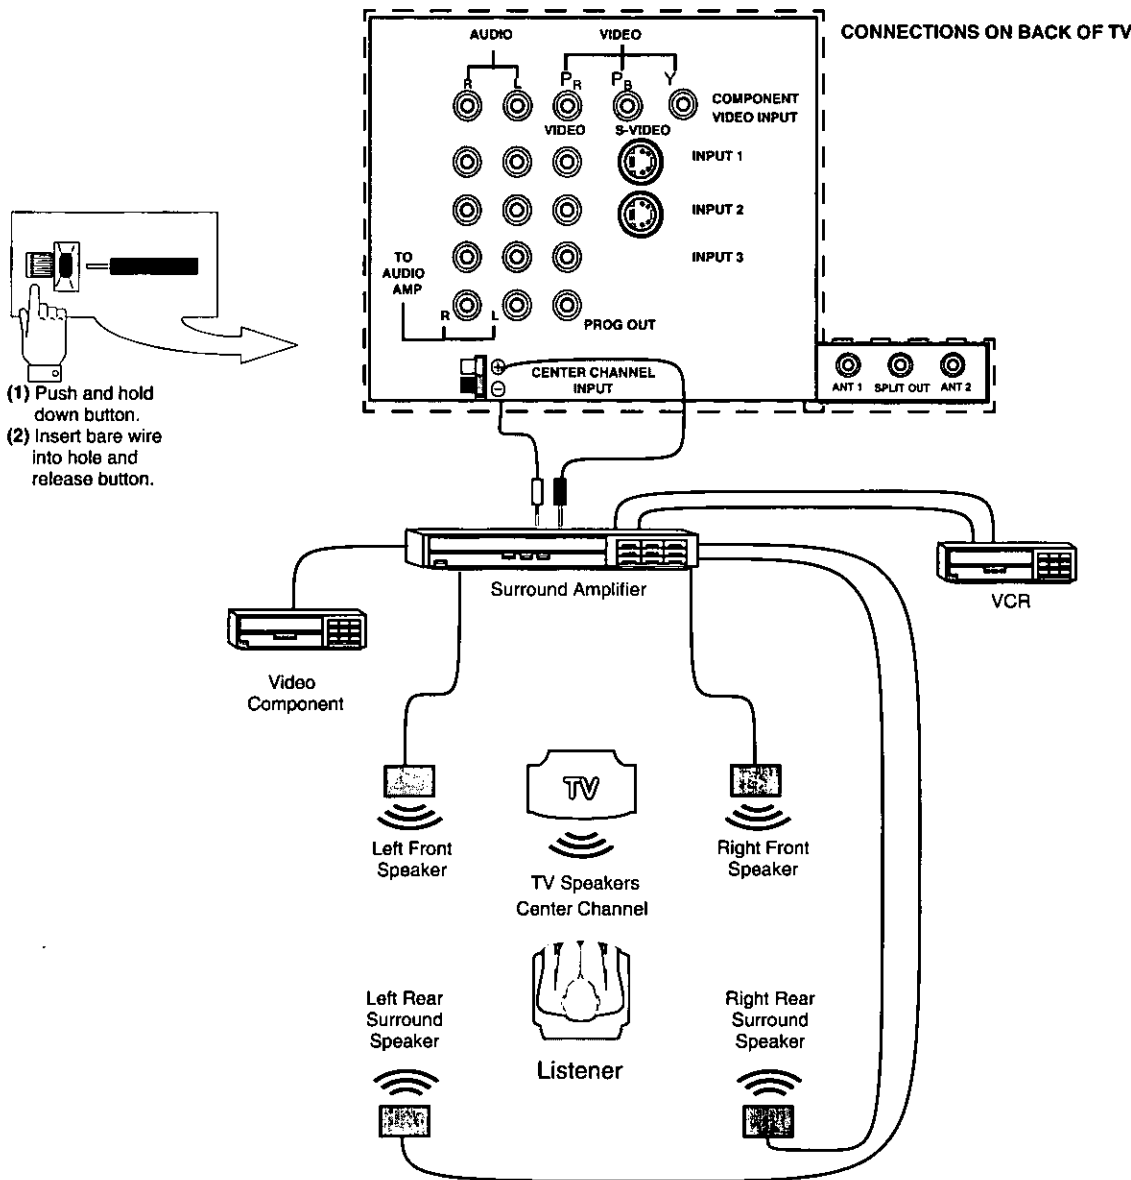 CONNECTIONS ON BACK OF TV
AUDIO
VIDEO
R
L
PR
PB
Y
COMPONENT
VIDEO INPUT
VIDEO
S-VIDEO
INPUT 1
INPUT 2
INPUT 3
TO
AUDIO
AMP
R
L
PROG OUT
+
CENTER CHANNEL
INPUT
−
ANT 1
SPLIT OUT
ANT 2
(1) Push and hold
down button.
(2) Insert bare wire
into hole and
release button.
Surround Amplifier
VCR
Video
Component
TV
Left Front
Speaker
Right Front
Speaker
TV Speakers
Center Channel
Left Rear
Surround
Speaker
Right Rear
Surround
Speaker
Listener